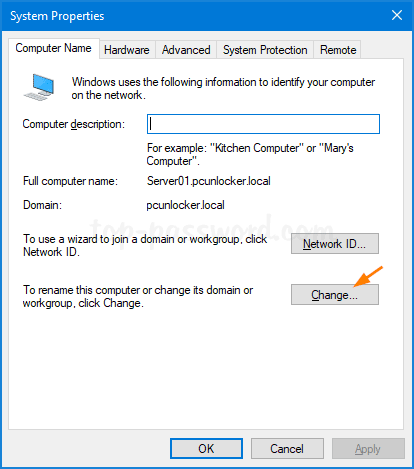 System Properties
Computer Name
Hardware
Advanced
System Protection
Remote
Windows uses the following information to identify your computer
on the network.
Computer description:
For example: "Kitchen Computer" or "Mary's
Computer".
Full computer name:
Server01.pcunlocker.local
Domain:
pcunlocker.local
top-password.com
To use a wizard to join a domain or workgroup, click
Network ID.
Network ID...
To rename this computer or change its domain or
workgroup, click Change.
Change...
OK
Cancel
Apply